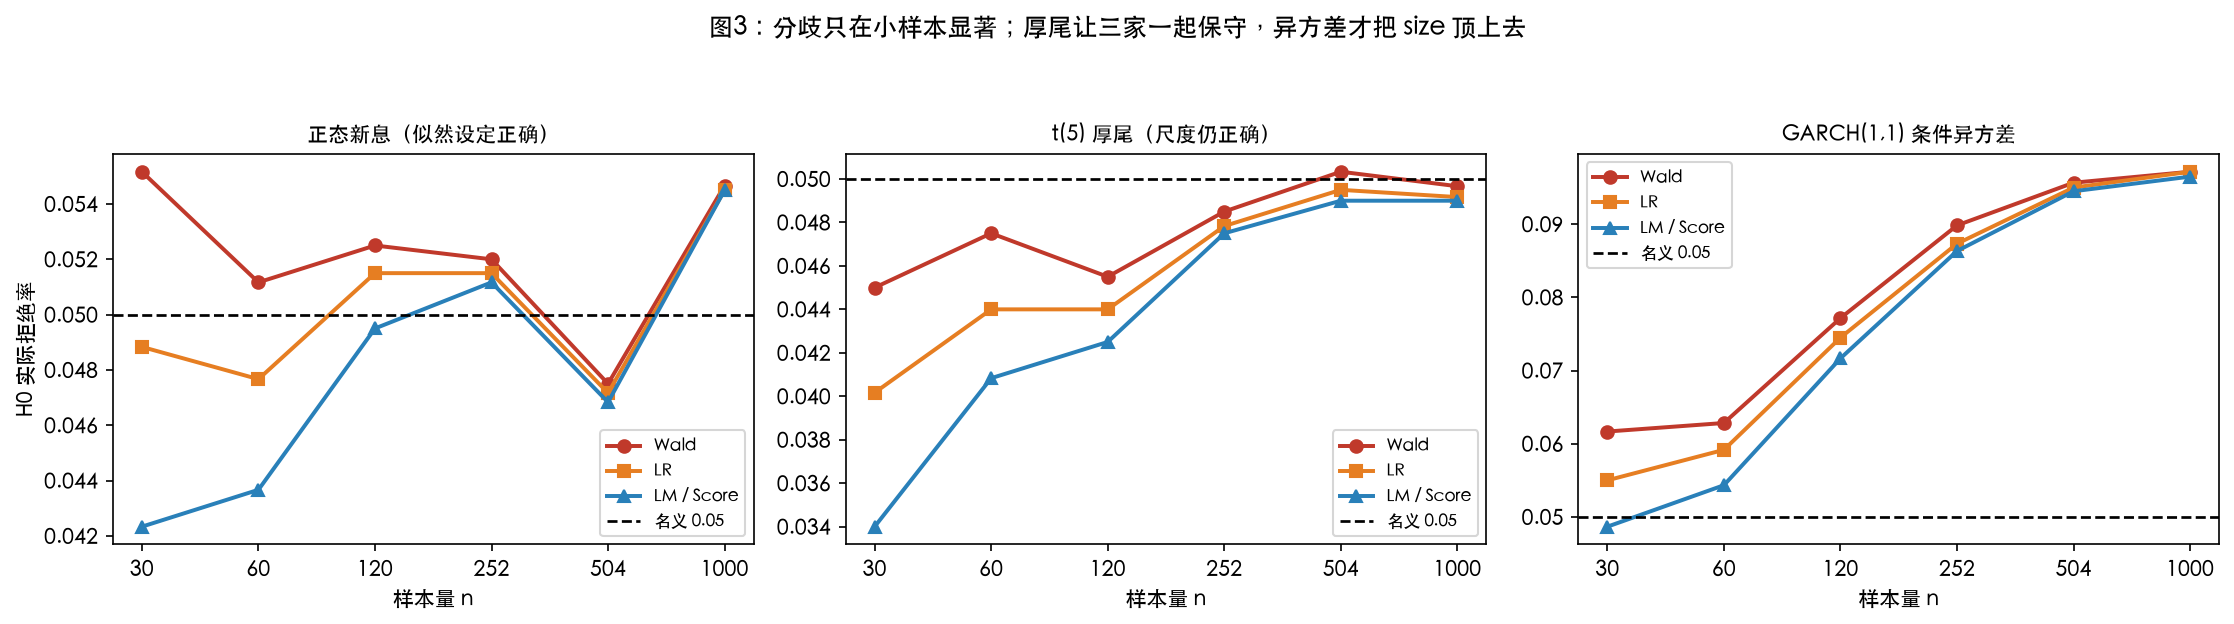 图3：分歧只在小样本显著；厚尾让三家一起保守，异方差才把 size 顶上去
正态新息（似然设定正确）
H0 实际拒绝率
0.054
0.052
0.050
0.048
0.046
0.044
0.042
30
60
120
252
504
1000
样本量 n
Wald
LR
LM / Score
名义 0.05
t(5) 厚尾（尺度仍正确）
0.050
0.048
0.046
0.044
0.042
0.040
0.038
0.036
0.034
30
60
120
252
504
1000
样本量 n
Wald
LR
LM / Score
名义 0.05
GARCH(1,1) 条件异方差
0.09
0.08
0.07
0.06
0.05
30
60
120
252
504
1000
样本量 n
Wald
LR
LM / Score
名义 0.05